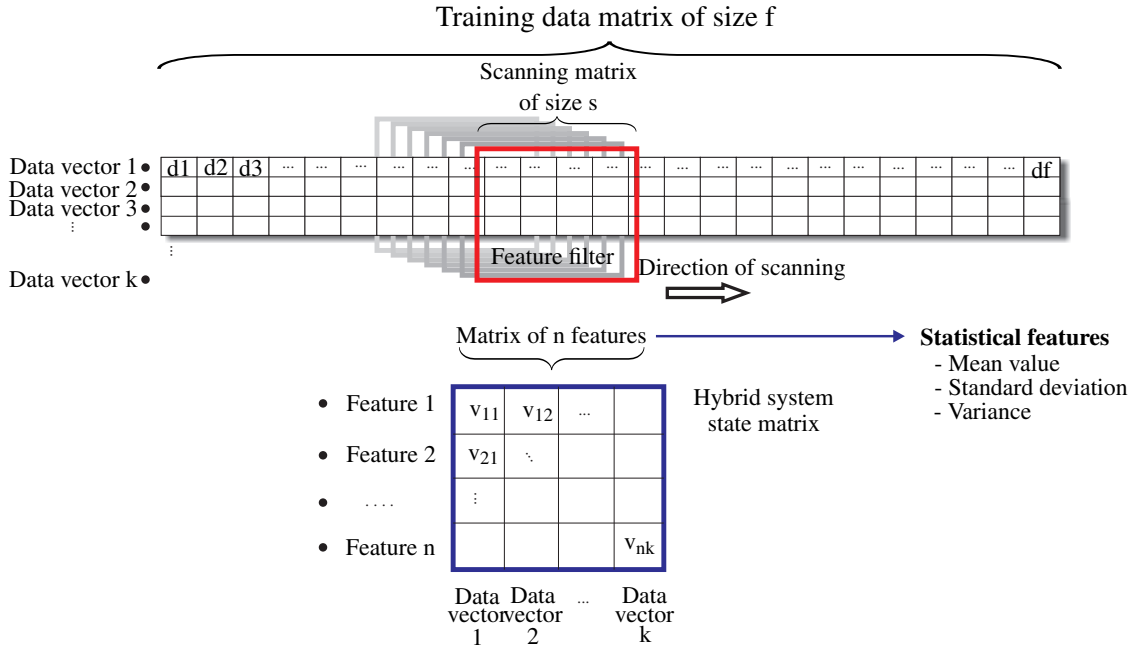 Training data matrix of size f
Scanning matrix
of size s
Data vector 1 d1 d2 d3 ... ... ... ... ... ... ... ... ... ... ... ... ... ... ... ... ... ... ... ... df
Data vector 2
Data vector 3
...
...
Data vector k
Feature filter
Direction of scanning
Matrix of n features
Statistical features
- Mean value
- Standard deviation
- Variance
Hybrid system
state matrix
Feature 1 v11 v12 ...
Feature 2 v21 ...
.... ...
Feature n vnk
Data vector 1
Data vector 2
...
Data vector k